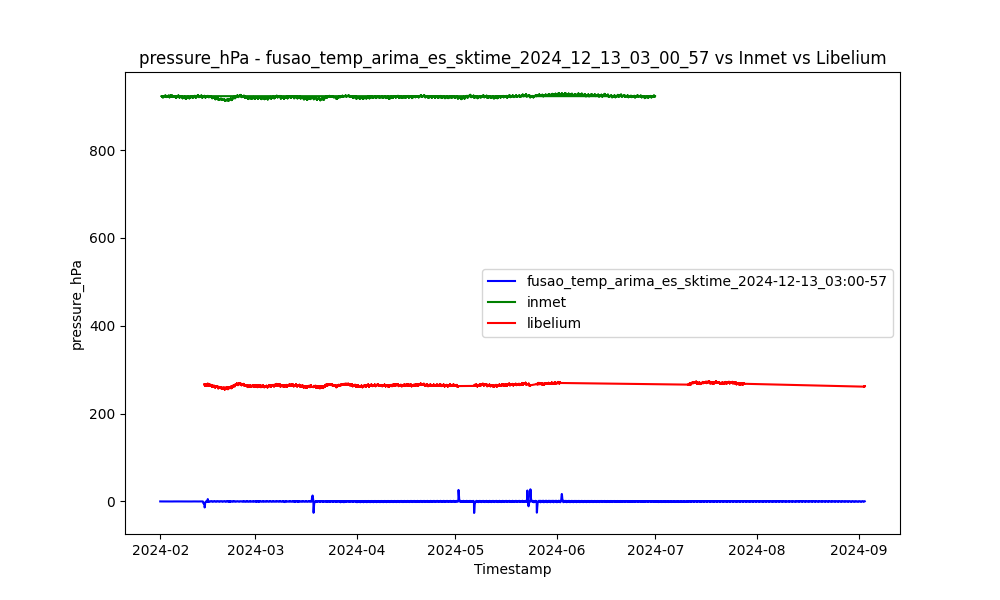 pressure_hPa - fusao_temp_arima_es_sktime_2024_12_13_03_00_57 vs Inmet vs Libelium
800
600
400
200
0
pressure_hPa
fusao_temp_arima_es_sktime_2024-12-13_03:00-57
inmet
libelium
2024-02 2024-03 2024-04 2024-05 2024-06 2024-07 2024-08 2024-09
Timestamp